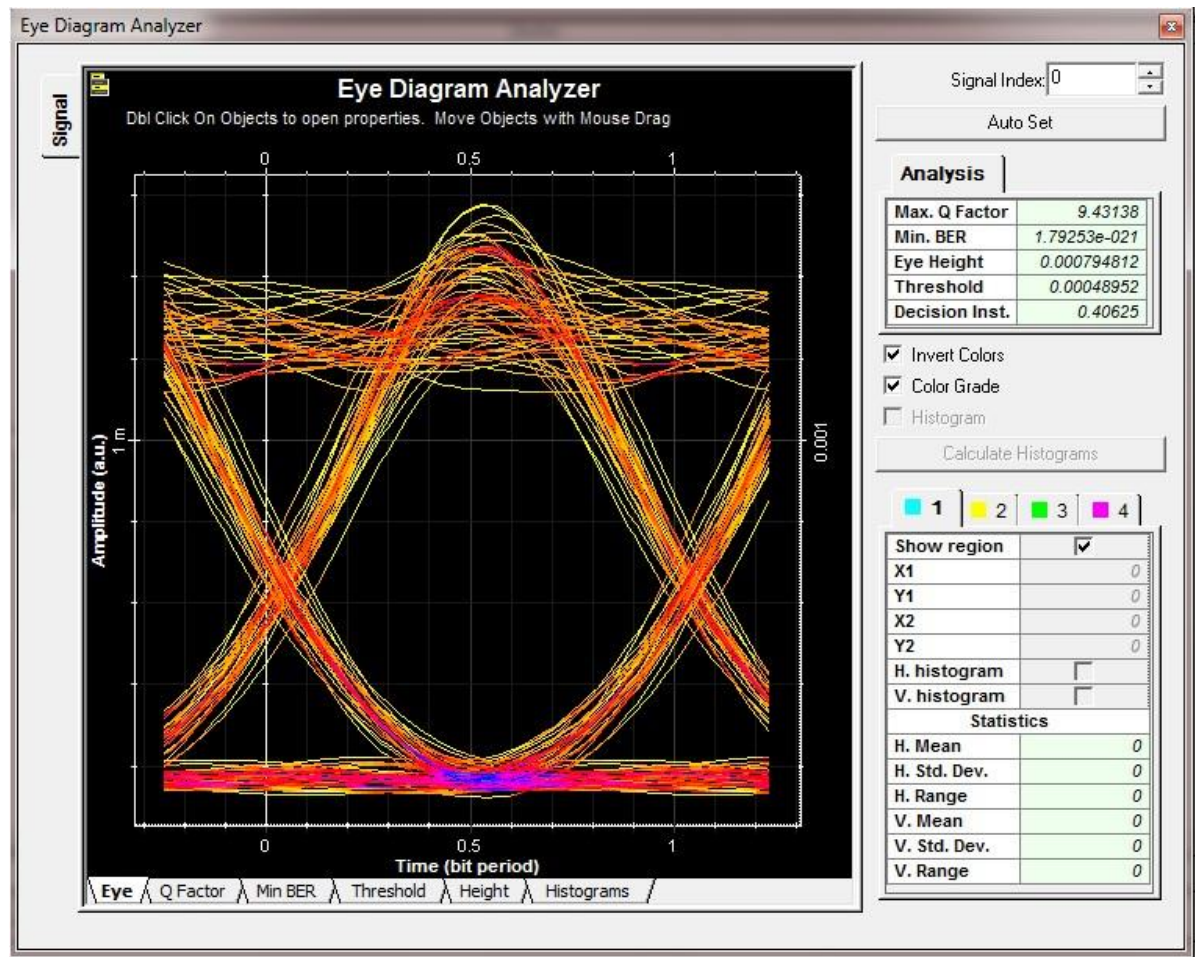 Eye Diagram Analyzer
Signal
Eye Diagram Analyzer
Dbl Click On Objects to open properties. Move Objects with Mouse Drag
0 0.5 1
Amplitude (a.u.)
1 m
0.001
0 0.5 1
Time (bit period)
Eye Q Factor Min BER Threshold Height Histograms
Signal Index: 0
Auto Set
Analysis
Max. Q Factor 9.43138
Min. BER 1.79253e-021
Eye Height 0.000794812
Threshold 0.00048952
Decision Inst. 0.40625
Invert Colors
Color Grade
Histogram
Calculate Histograms
1 2 3 4
Show region
X1 0
Y1 0
X2 0
Y2 0
H. histogram
V. histogram
Statistics
H. Mean 0
H. Std. Dev. 0
H. Range 0
V. Mean 0
V. Std. Dev. 0
V. Range 0